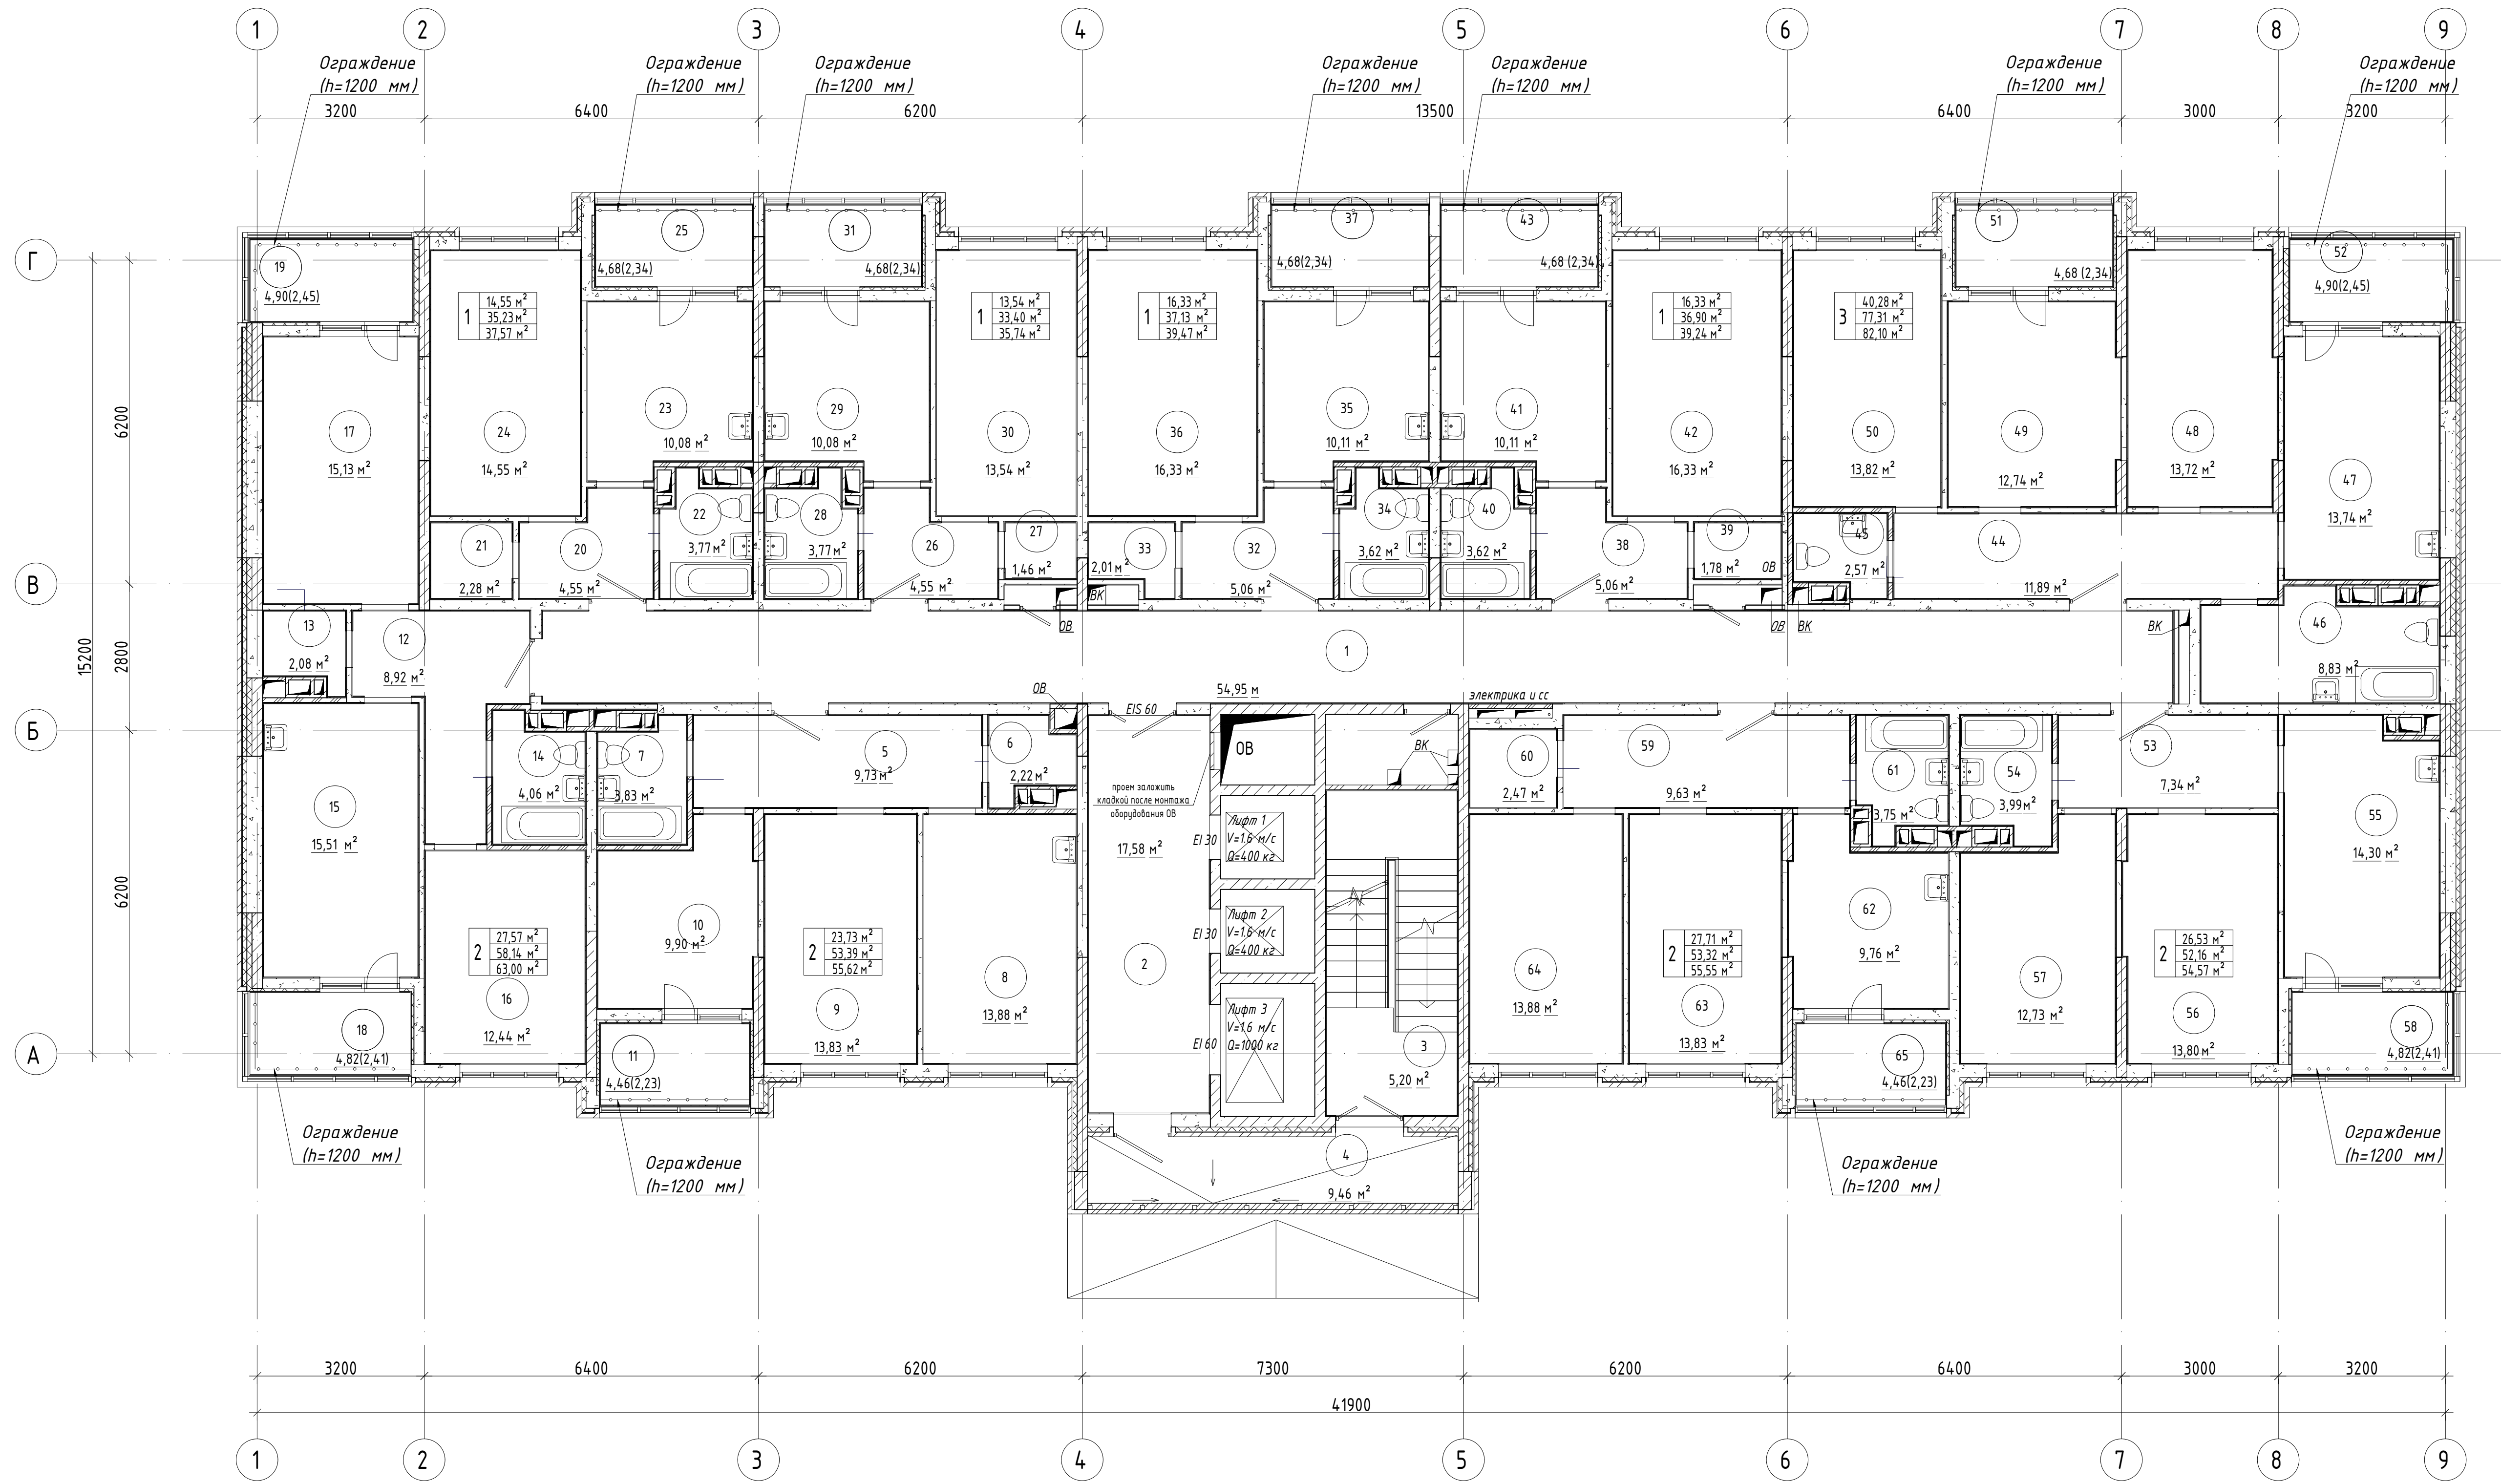 1 2 3 4 5 6 7 8 9
Ограждение
(h=1200 мм)
Ограждение
(h=1200 мм)
Ограждение
(h=1200 мм)
Ограждение
(h=1200 мм)
Ограждение
(h=1200 мм)
Ограждение
(h=1200 мм)
Ограждение
(h=1200 мм)
3200 6400 6200 13500 6400 3000 3200
Г
В
Б
А
15200
6200
2800
6200
19
4,90(2,45)
25
4,68(2,34)
31
4,68(2,34)
37
4,68(2,34)
43
4,68 (2,34)
51
4,68 (2,34)
52
4,90(2,45)
1
14,55 м²
35,23 м²
37,57 м²
1
13,54 м²
33,40 м²
35,74 м²
1
16,33 м²
37,13 м²
39,47 м²
1
16,33 м²
36,90 м²
39,24 м²
3
40,28 м²
77,31 м²
82,10 м²
17
15,13 м²
24
14,55 м²
23
10,08 м²
29
10,08 м²
30
13,54 м²
36
16,33 м²
35
10,11 м²
41
10,11 м²
42
16,33 м²
50
13,82 м²
49
12,74 м²
48
13,72 м²
47
13,74 м²
21
2,28 м²
20
4,55 м²
22
3,77 м²
28
3,77 м²
26
4,55 м²
27
1,46 м²
33
2,01 м²
ВК
ОВ
32
5,06 м²
34
3,62 м²
40
3,62 м²
38
5,06 м²
39
1,78 м²
ОВ
ОВ
ВК
45
2,57 м²
44
11,89 м²
ВК
46
8,83 м²
13
2,08 м²
12
8,92 м²
1
54,95 м
ОВ
EIS 60
электрика и сс
14
4,06 м²
7
3,83 м²
5
9,73 м²
6
2,22 м²
ОВ
ВК
проем заложить
кладкой после монтажа
оборудования ОВ
60
2,47 м²
59
9,63 м²
61
3,75 м²
54
3,99 м²
53
7,34 м²
15
15,51 м²
17,58 м²
2
EI 30
Лифт 1
V=1.6 м/с
Q=400 кг
EI 30
Лифт 2
V=1.6 м/с
Q=400 кг
EI 60
Лифт 3
V=1,6 м/с
Q=1000 кг
55
14,30 м²
2
27,57 м²
58,14 м²
63,00 м²
16
12,44 м²
10
9,90 м²
2
23,73 м²
53,39 м²
55,62 м²
9
13,83 м²
8
13,88 м²
3
5,20 м²
64
13,88 м²
2
27,71 м²
53,32 м²
55,55 м²
63
13,83 м²
62
9,76 м²
57
12,73 м²
2
26,53 м²
52,16 м²
54,57 м²
56
13,80 м²
18
4,82(2,41)
11
4,46(2,23)
65
4,46(2,23)
58
4,82(2,41)
4
9,46 м²
Ограждение
(h=1200 мм)
Ограждение
(h=1200 мм)
Ограждение
(h=1200 мм)
Ограждение
(h=1200 мм)
3200 6400 6200 7300 6200 6400 3000 3200
41900
1 2 3 4 5 6 7 8 9